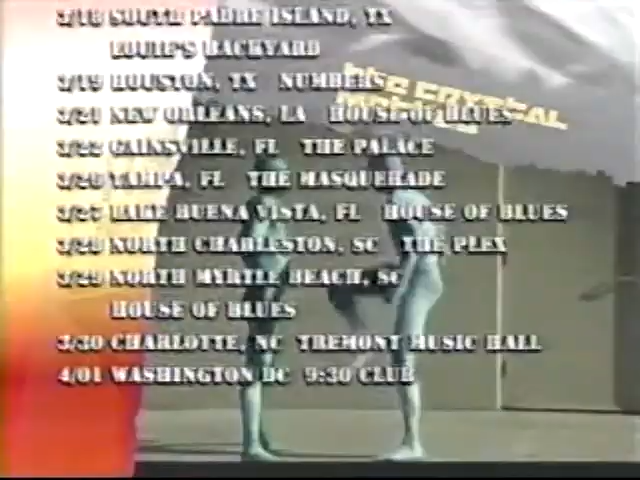 3/18 SOUTH PADRE ISLAND, TX
LOUIE'S BACKYARD
3/19 HOUSTON, TX NUMBERS
3/21 NEW ORLEANS, LA HOUSE OF BLUES
THE CRYSTAL
METHOD
3/22 GAINSVILLE, FL THE PALACE
3/26 TAMPA, FL THE MASQUERADE
3/27 LAKE BUENA VISTA, FL HOUSE OF BLUES
3/28 NORTH CHARLESTON, SC THE PLEX
3/29 NORTH MYRTLE BEACH, SC
HOUSE OF BLUES
3/30 CHARLOTTE, NC TREMONT MUSIC HALL
4/01 WASHINGTON DC 9:30 CLUB